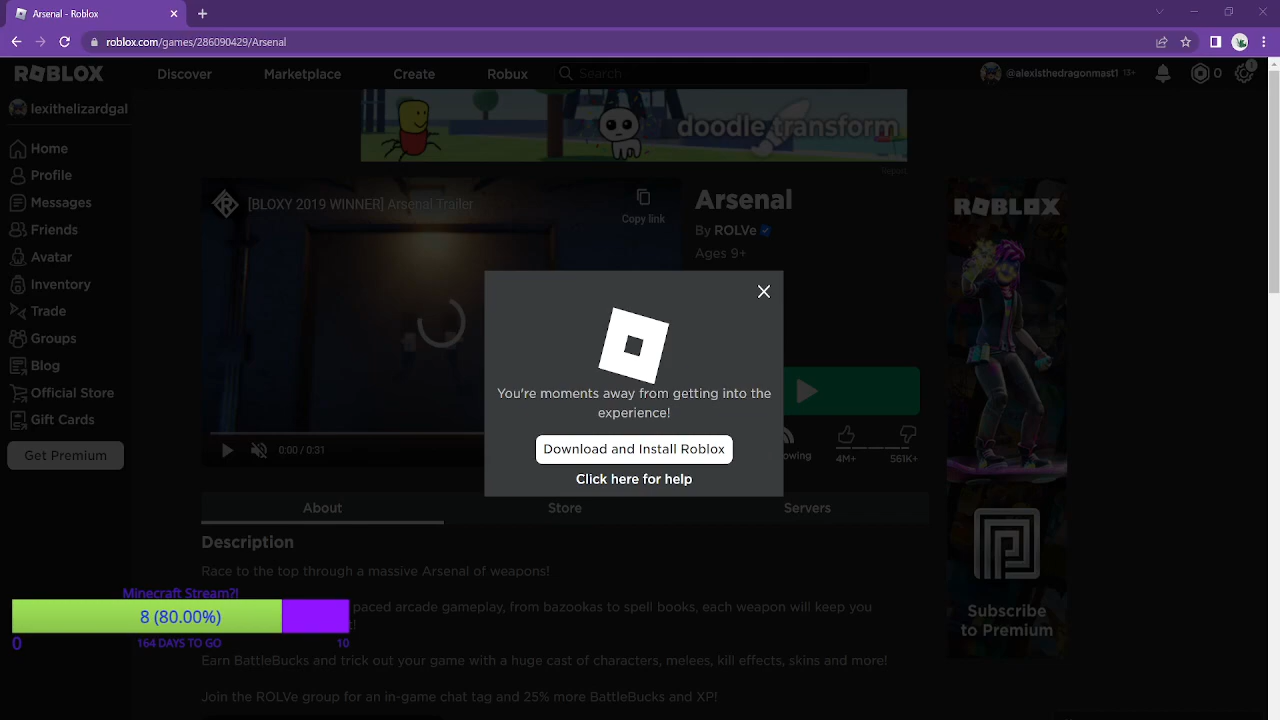 Arsenal - Roblox
roblox.com/games/286090429/Arsenal
ROBLOX
Discover
Marketplace
Create
Robux
Search
@alexisthedragonmast1 13+
0
1
lexithelizardgal
Home
Profile
Messages
Friends
Avatar
Inventory
Trade
Groups
Blog
Official Store
Gift Cards
Get Premium
doodle transform
report
[BLOXY 2019 WINNER] Arsenal Trailer
Copy link
0:00 / 0:31
Arsenal
By ROLVe
Ages 9+
You're moments away from getting into the
experience!
Download and Install Roblox
Click here for help
4M+
561K+
About
Store
Servers
Description
Race to the top through a massive Arsenal of weapons!
paced arcade gameplay, from bazookas to spell books, each weapon will keep you
Earn BattleBucks and trick out your game with a huge cast of characters, melees, kill effects, skins and more!
Join the ROLVe group for an in-game chat tag and 25% more BattleBucks and XP!
Minecraft Stream?!
8 (80.00%)
0
164 DAYS TO GO
10
ROBLOX
Subscribe
to Premium